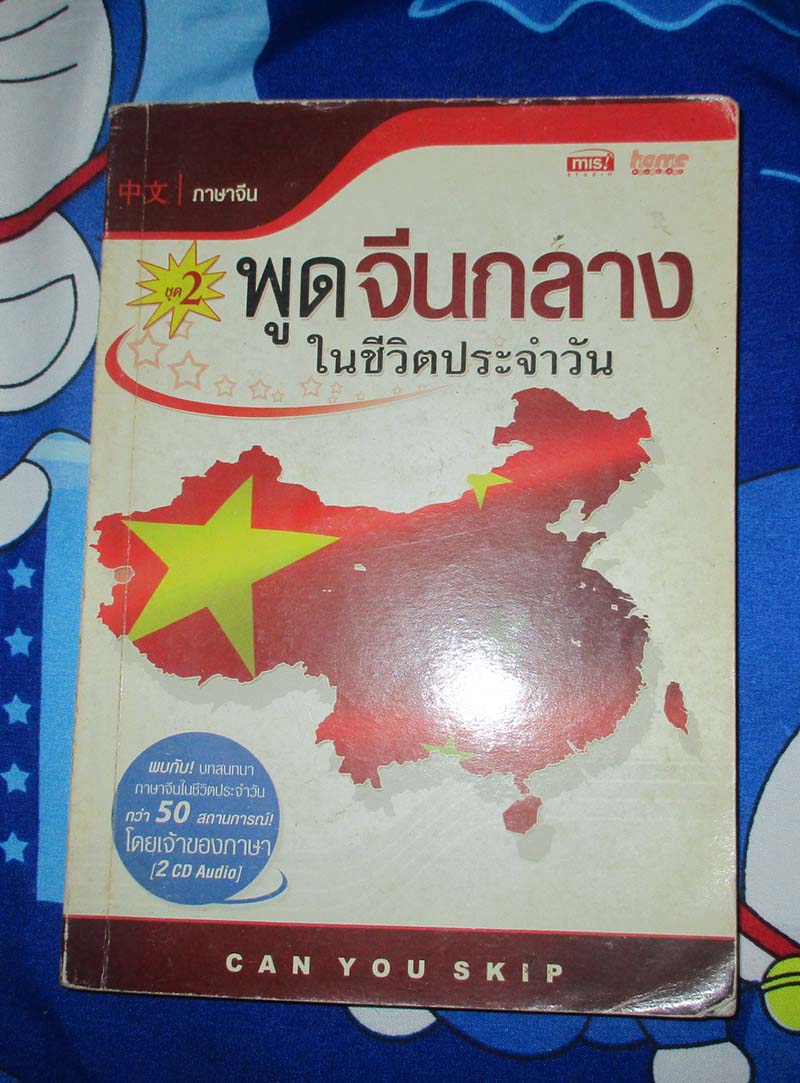 中文 | ภาษาจีน
mis!
STUDIO
home
ชุด 2
พูดจีนกลาง
ในชีวิตประจำวัน
พบกับ! บทสนทนา
ภาษาจีนในชีวิตประจำวัน
กว่า 50 สถานการณ์!
โดยเจ้าของภาษา
[2 CD Audio]
CAN YOU SKIP